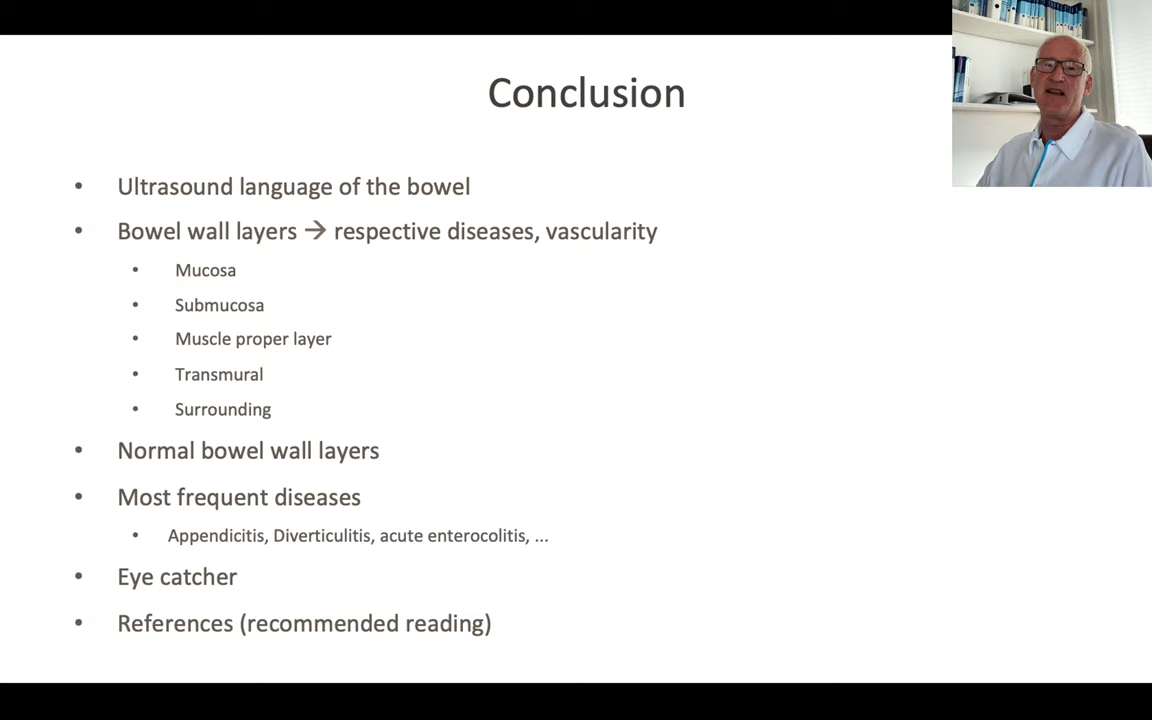 Conclusion
• Ultrasound language of the bowel
• Bowel wall layers → respective diseases, vascularity
• Mucosa
• Submucosa
• Muscle proper layer
• Transmural
• Surrounding
• Normal bowel wall layers
• Most frequent diseases
• Appendicitis, Diverticulitis, acute enterocolitis, ...
• Eye catcher
• References (recommended reading)